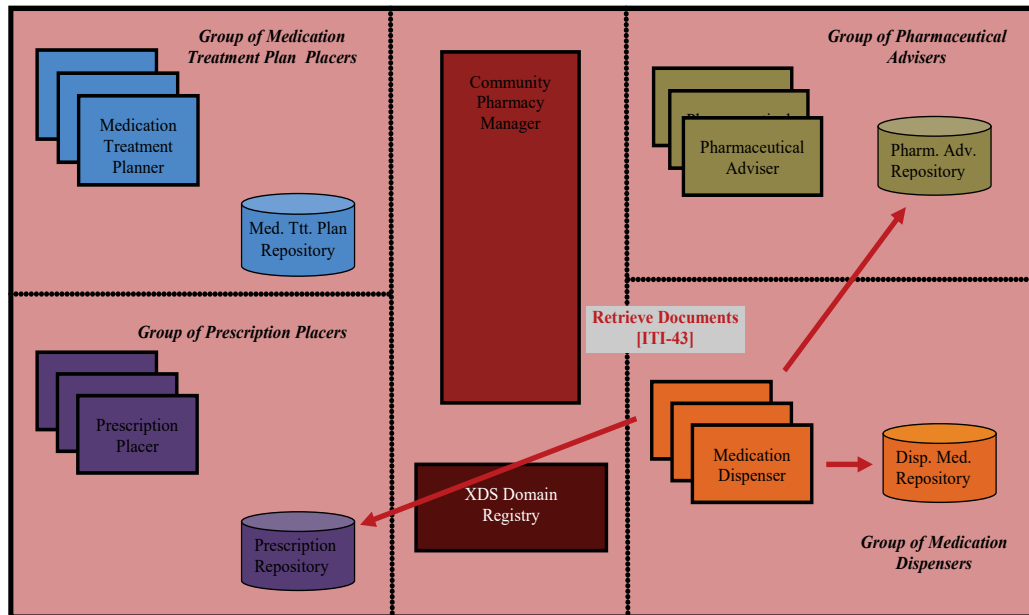 Group of Medication
Treatment Plan Placers
Medication
Treatment
Planner
Med. Ttt. Plan
Repository
Group of Prescription Placers
Prescription
Placer
Prescription
Repository
Community
Pharmacy
Manager
XDS Domain
Registry
Group of Pharmaceutical
Advisers
Pharmaceutical
Adviser
Pharm. Adv.
Repository
Retrieve Documents
[ITI-43]
Medication
Dispenser
Disp. Med.
Repository
Group of Medication
Dispensers